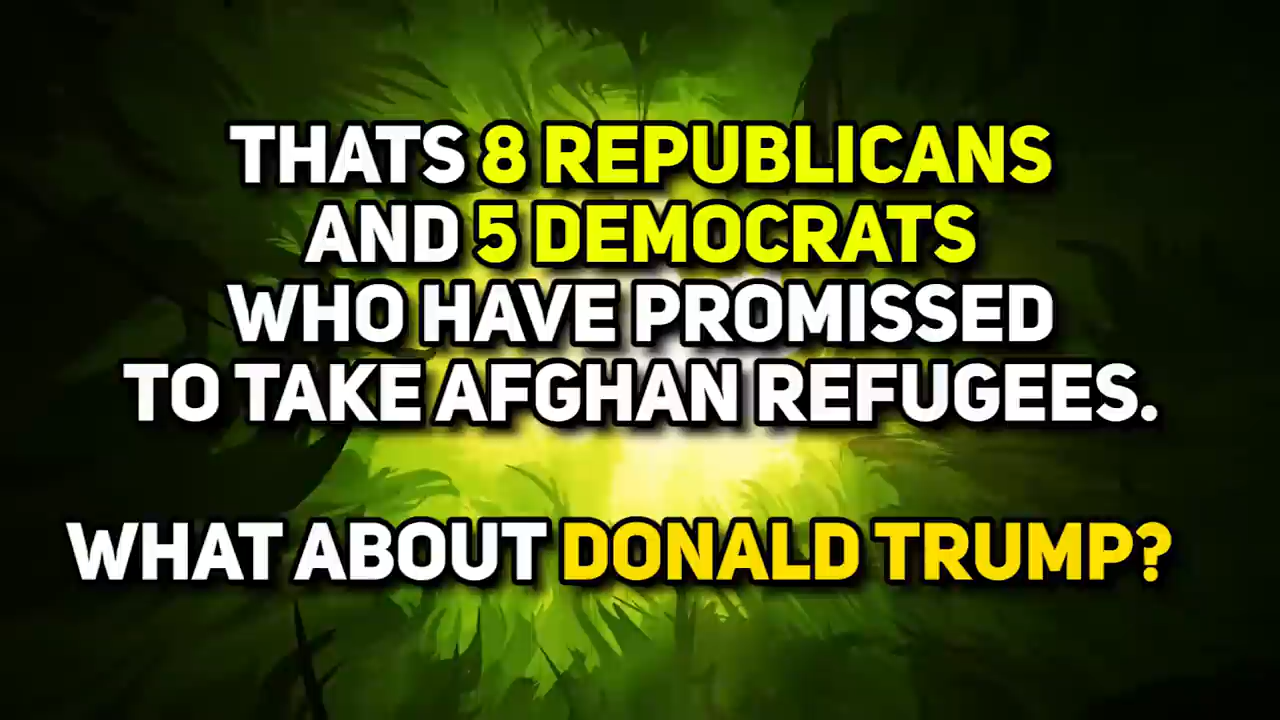 THATS 8 REPUBLICANS
AND 5 DEMOCRATS
WHO HAVE PROMISSED
TO TAKE AFGHAN REFUGEES.
WHAT ABOUT DONALD TRUMP?